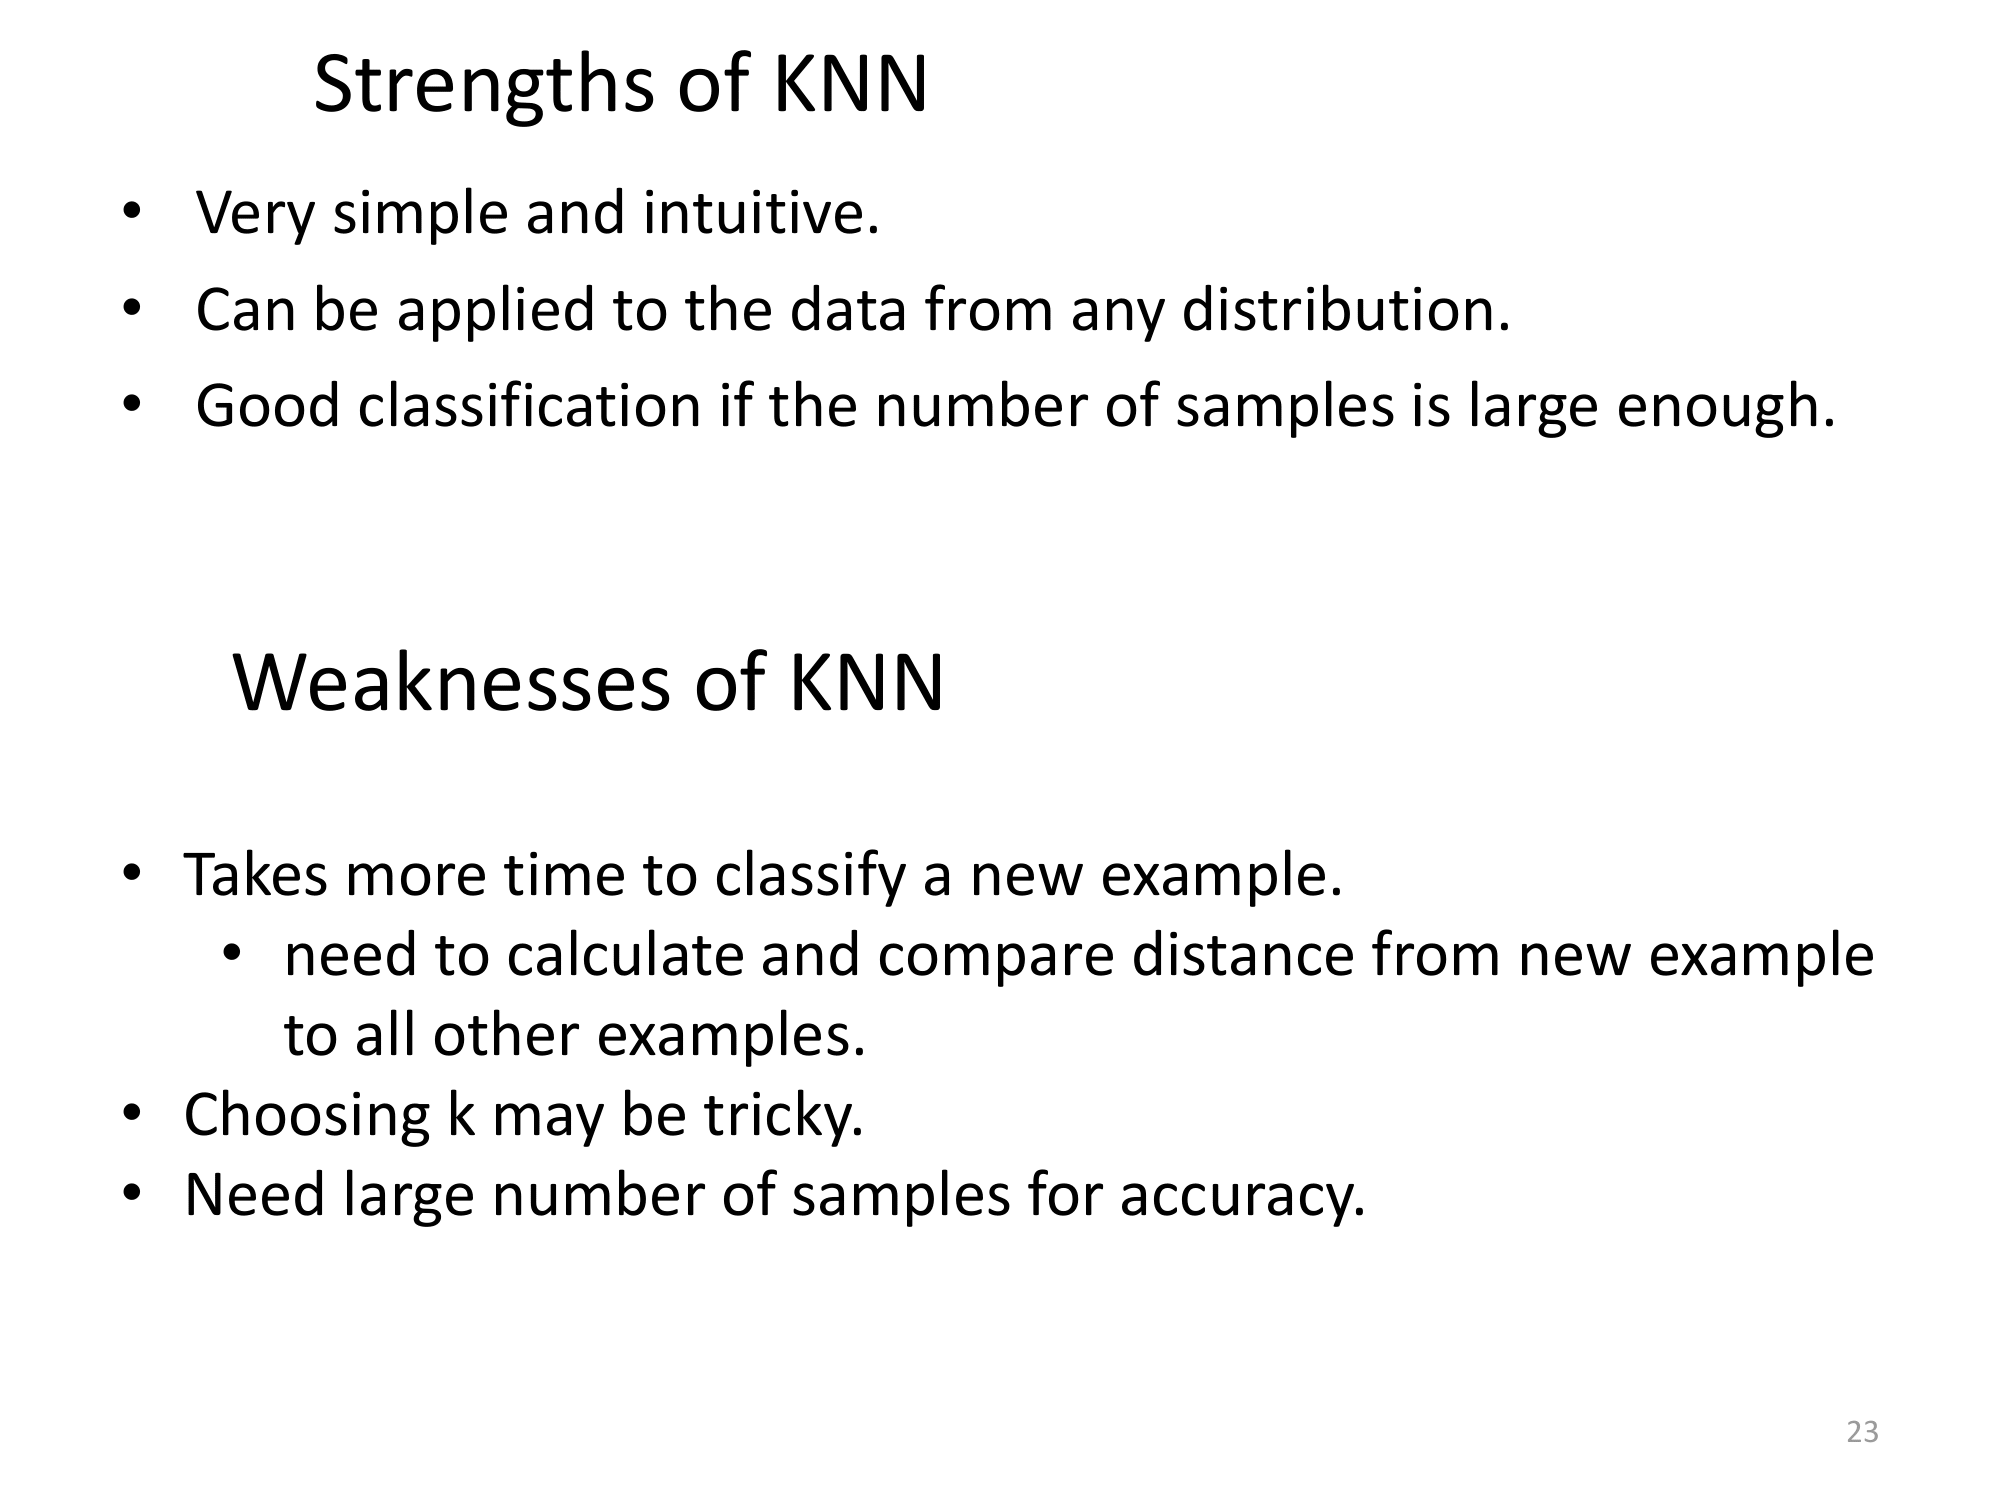 Strengths of KNN
• Very simple and intuitive.
• Can be applied to the data from any distribution.
• Good classification if the number of samples is large enough.
Weaknesses of KNN
• Takes more time to classify a new example.
• need to calculate and compare distance from new example
to all other examples.
• Choosing k may be tricky.
• Need large number of samples for accuracy.
23